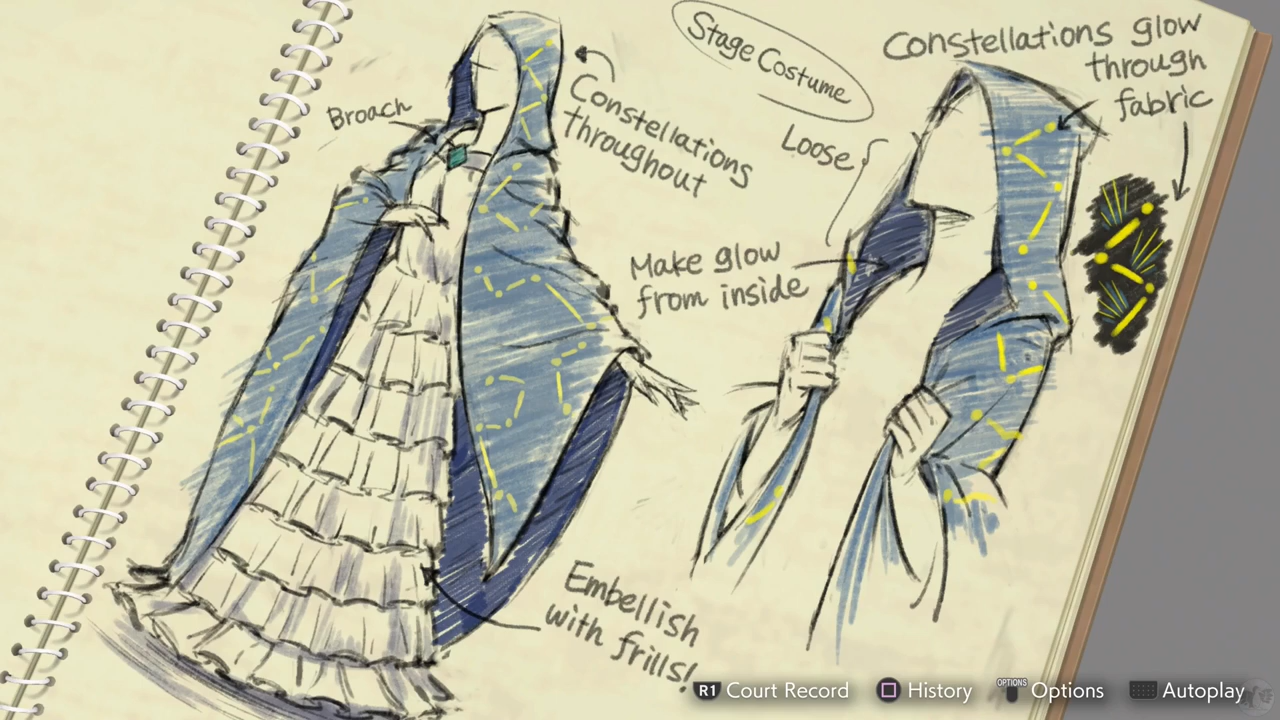 Stage Costume
Broach
Constellations
throughout
Loose
Constellations glow
through
fabric
Make glow
from inside
Embellish
with frills!
R1 Court Record
History
OPTIONS
Options
Autoplay